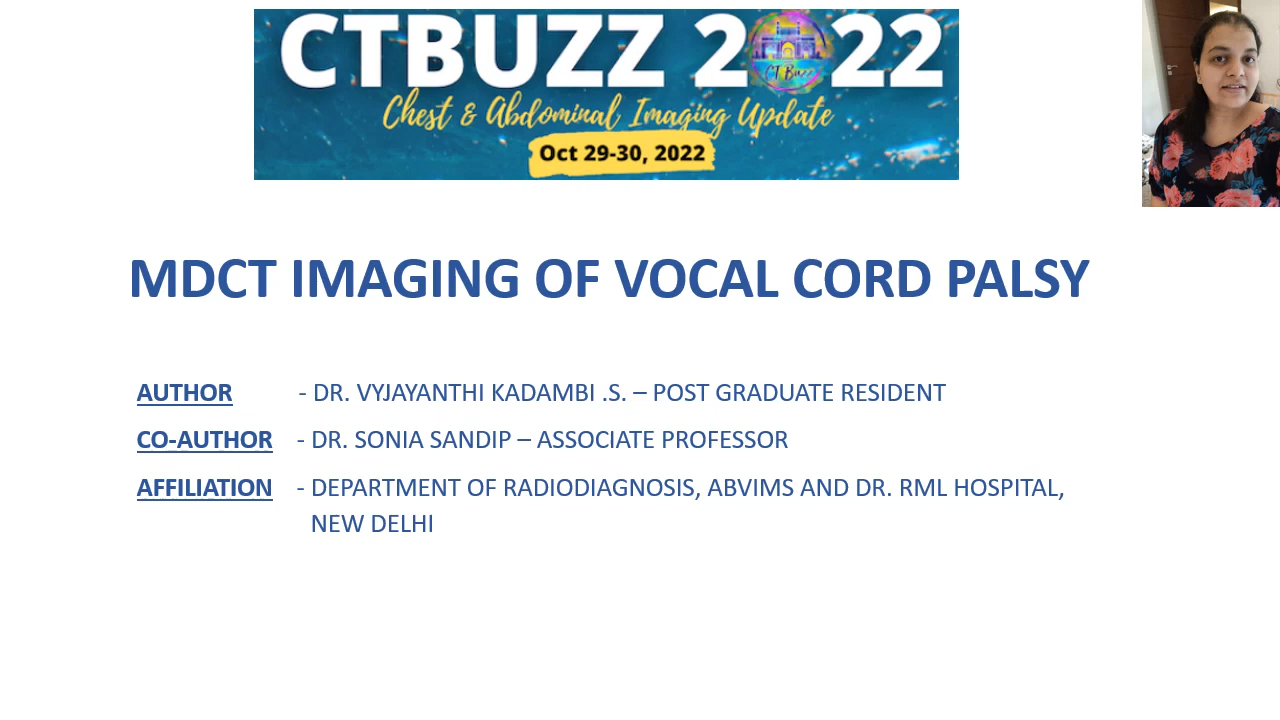 CTBUZZ 2022
CT Buzz
Chest & Abdominal Imaging Update
Oct 29-30, 2022
MDCT IMAGING OF VOCAL CORD PALSY
AUTHOR - DR. VYJAYANTHI KADAMBI .S. – POST GRADUATE RESIDENT
CO-AUTHOR - DR. SONIA SANDIP – ASSOCIATE PROFESSOR
AFFILIATION - DEPARTMENT OF RADIODIAGNOSIS, ABVIMS AND DR. RML HOSPITAL,
NEW DELHI